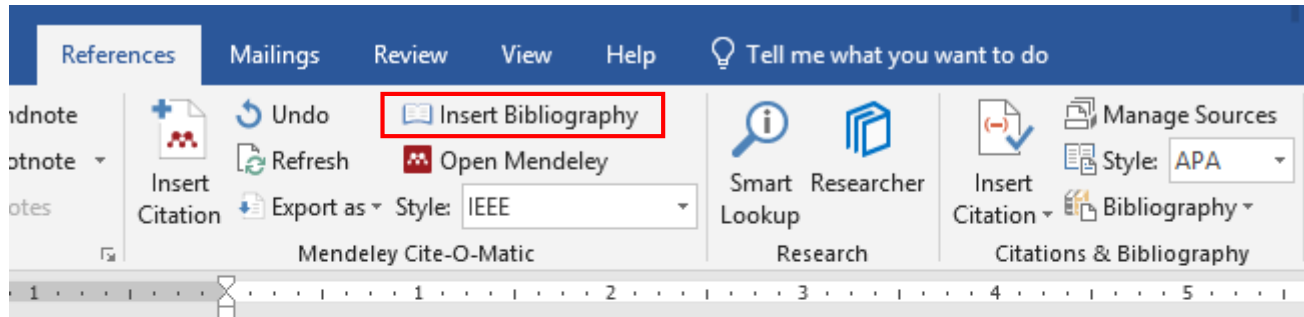 References Mailings Review View Help Tell me what you want to do
ndnote Undo Insert Bibliography Manage Sources
otnote Refresh Open Mendeley Style: APA
Insert Citation Smart Lookup Researcher Insert Citation
otes Export as Style: IEEE Bibliography
Mendeley Cite-O-Matic Research Citations & Bibliography
1 1 2 3 4 5